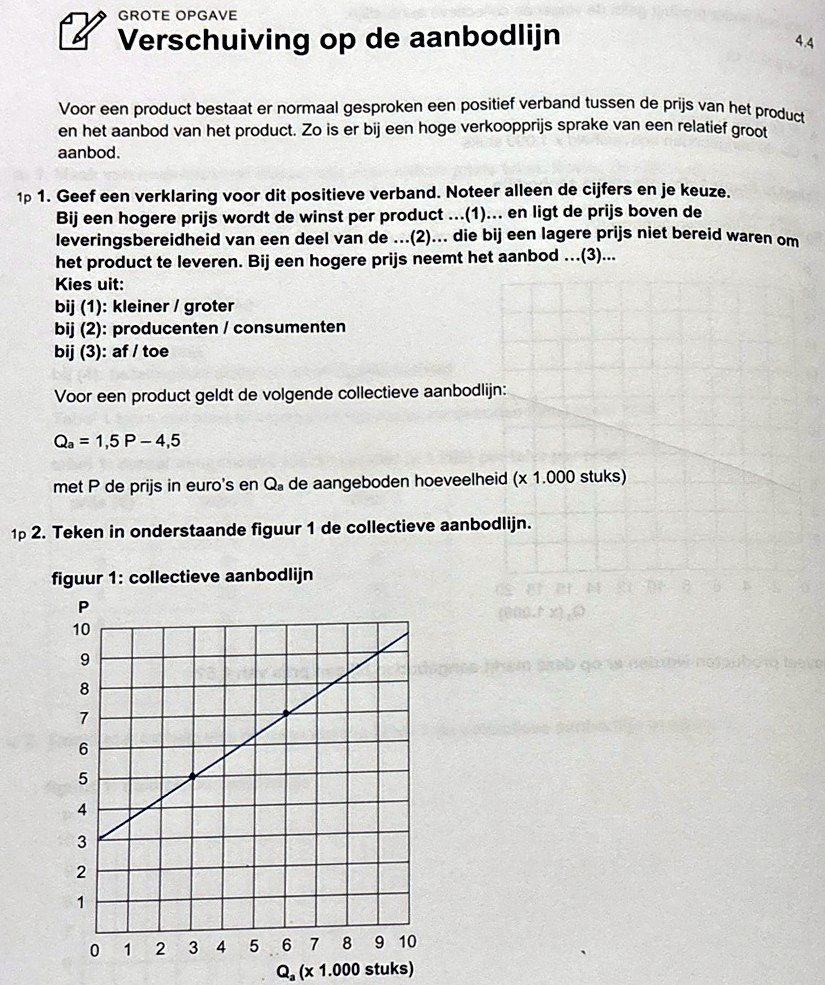 GROTE OPGAVE
Verschuiving op de aanbodlijn
4.4
Voor een product bestaat er normaal gesproken een positief verband tussen de prijs van het product
en het aanbod van het product. Zo is er bij een hoge verkoopprijs sprake van een relatief groot
aanbod.
1p 1. Geef een verklaring voor dit positieve verband. Noteer alleen de cijfers en je keuze.
Bij een hogere prijs wordt de winst per product ...(1)... en ligt de prijs boven de
leveringsbereidheid van een deel van de ...(2)... die bij een lagere prijs niet bereid waren om
het product te leveren. Bij een hogere prijs neemt het aanbod ...(3)...
Kies uit:
bij (1): kleiner / groter
bij (2): producenten / consumenten
bij (3): af / toe
Voor een product geldt de volgende collectieve aanbodlijn:
Qa = 1,5 P – 4,5
met P de prijs in euro's en Qa de aangeboden hoeveelheid (x 1.000 stuks)
1p 2. Teken in onderstaande figuur 1 de collectieve aanbodlijn.
figuur 1: collectieve aanbodlijn
P
10
9
8
7
6
5
4
3
2
1
0 1 2 3 4 5 6 7 8 9 10
Qa (x 1.000 stuks)